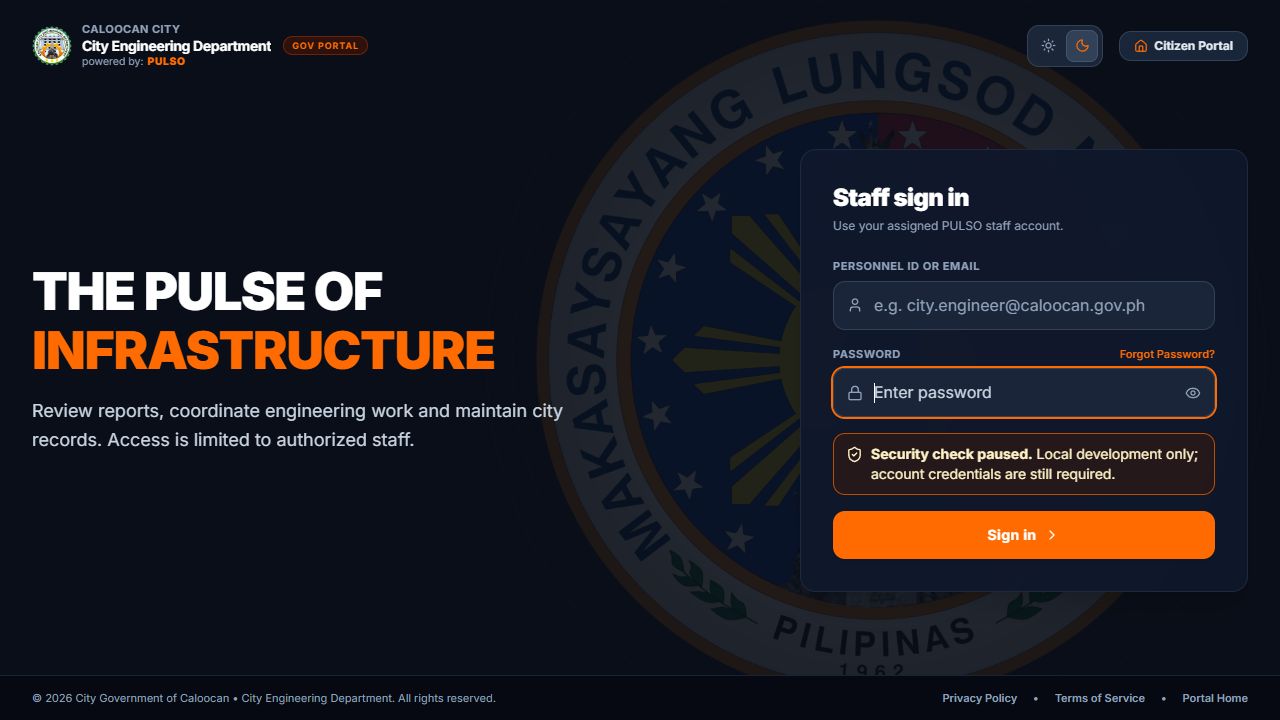 CALOOCAN CITY
City Engineering Department
GOV PORTAL
powered by: PULSO
Citizen Portal
MAKASAYSAYANG LUNGSOD
PILIPINAS
1962
THE PULSE OF
INFRASTRUCTURE
Review reports, coordinate engineering work and maintain city
records. Access is limited to authorized staff.
Staff sign in
Use your assigned PULSO staff account.
PERSONNEL ID OR EMAIL
e.g. city.engineer@caloocan.gov.ph
PASSWORD
Forgot Password?
Enter password
Security check paused. Local development only;
account credentials are still required.
Sign in
© 2026 City Government of Caloocan • City Engineering Department. All rights reserved.
Privacy Policy • Terms of Service • Portal Home